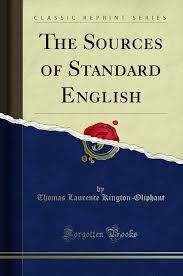 CLASSIC REPRINT SERIES
THE SOURCES
OF STANDARD
ENGLISH
by
Thomas Laurence Kington-Oliphant
Forgotten Books